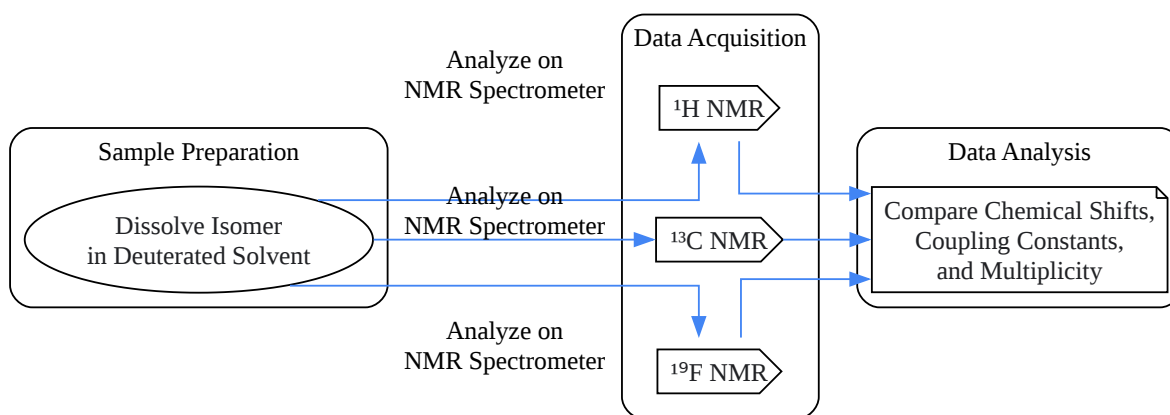 Sample Preparation
Dissolve Isomer
in Deuterated Solvent
Analyze on
NMR Spectrometer
Analyze on
NMR Spectrometer
Analyze on
NMR Spectrometer
Data Acquisition
¹H NMR
¹³C NMR
¹⁹F NMR
Data Analysis
Compare Chemical Shifts,
Coupling Constants,
and Multiplicity